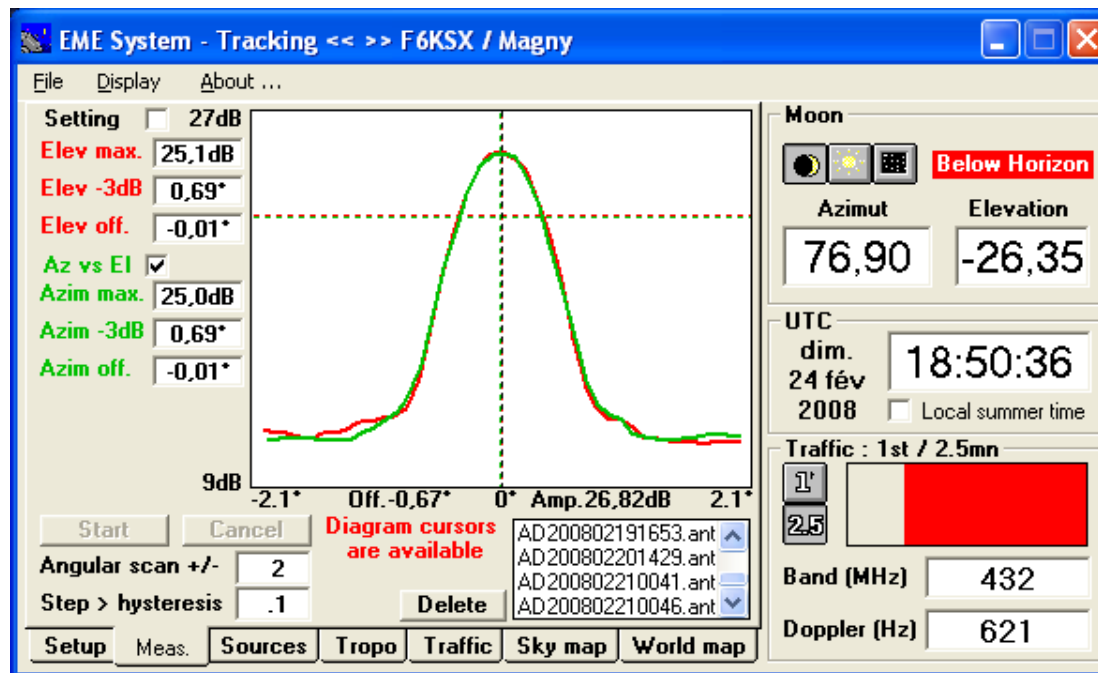 EME System - Tracking << >> F6KSX / Magny
File Display About ...
Setting 27dB
Elev max. 25,1dB
Elev -3dB 0,69°
Elev off. -0,01°
Az vs El
Azim max. 25,0dB
Azim -3dB 0,69°
Azim off. -0,01°
9dB
-2.1° Off.-0,67° 0° Amp.26,82dB 2.1°
Start Cancel
Diagram cursors
are available
Angular scan +/- 2
Step > hysteresis .1
Delete
AD200802191653.ant
AD200802201429.ant
AD200802210041.ant
AD200802210046.ant
Setup Meas. Sources Tropo Traffic Sky map World map
Moon
Below Horizon
Azimut Elevation
76,90 -26,35
UTC
dim.
24 fév
2008
18:50:36
Local summer time
Traffic : 1st / 2.5mn
1'
2.5
Band (MHz) 432
Doppler (Hz) 621